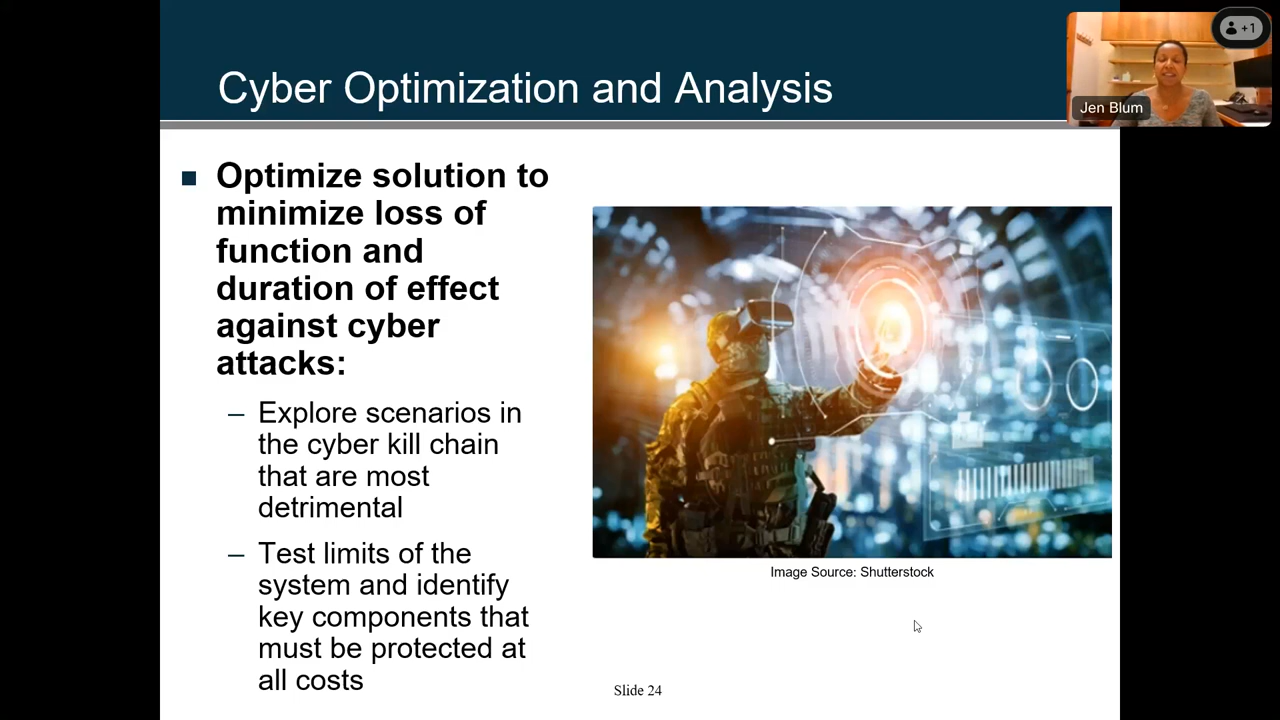 Cyber Optimization and Analysis
+1
Jen Blum
Optimize solution to
minimize loss of
function and
duration of effect
against cyber
attacks:
– Explore scenarios in
the cyber kill chain
that are most
detrimental
– Test limits of the
system and identify
key components that
must be protected at
all costs
Image Source: Shutterstock
Slide 24